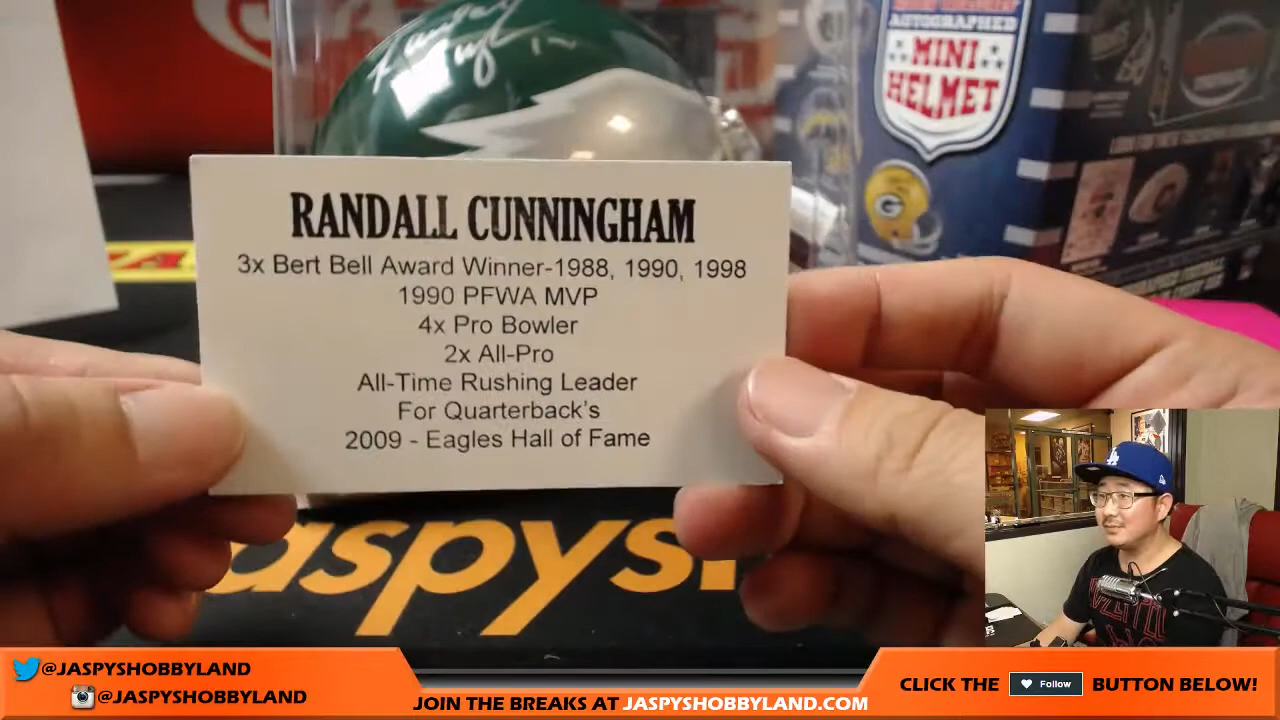 AUTOGRAPHED
MINI
HELMET
RANDALL CUNNINGHAM
3x Bert Bell Award Winner-1988, 1990, 1998
1990 PFWA MVP
4x Pro Bowler
2x All-Pro
All-Time Rushing Leader
For Quarterback's
2009 - Eagles Hall of Fame
jaspys
@JASPYSHOBBYLAND
@JASPYSHOBBYLAND
JOIN THE BREAKS AT JASPYSHOBBYLAND.COM
CLICK THE Follow BUTTON BELOW!